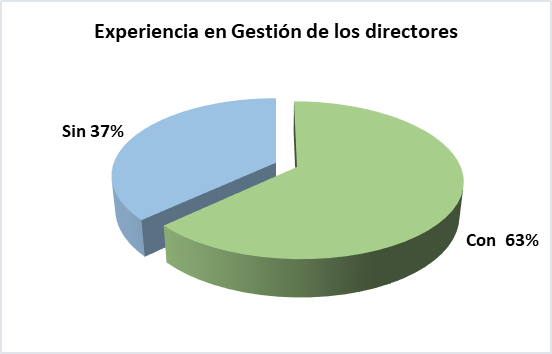 Experiencia en Gestión de los directores
Sin 37%
Con 63%